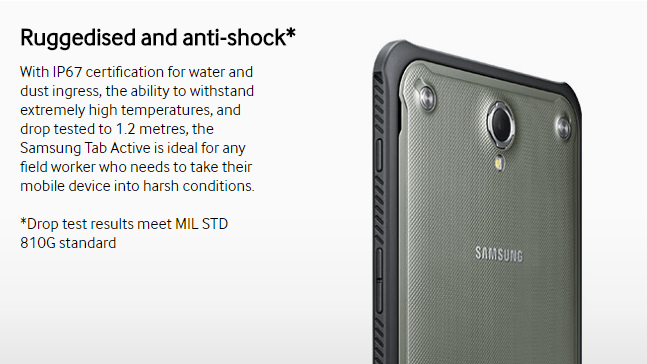 Ruggedised and anti-shock*
With IP67 certification for water and
dust ingress, the ability to withstand
extremely high temperatures, and
drop tested to 1.2 metres, the
Samsung Tab Active is ideal for any
field worker who needs to take their
mobile device into harsh conditions.
*Drop test results meet MIL STD
810G standard
SAMSUNG